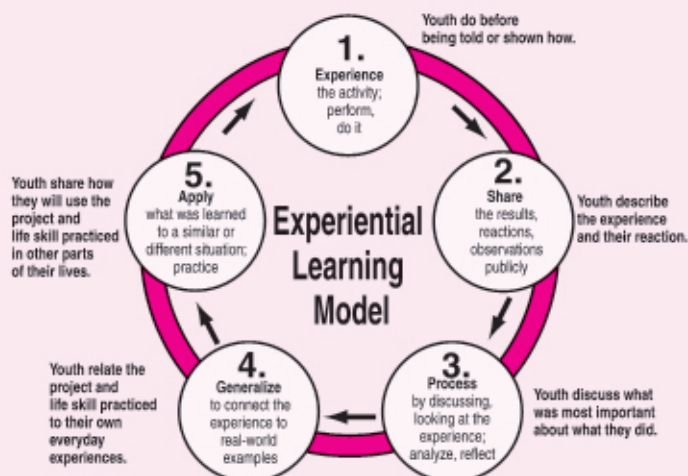 1.
Experience
the activity;
perform,
do it
Youth do before
being told or shown how.
2.
Share
the results,
reactions,
observations
publicly
Youth describe
the experience
and their reaction.
3.
Process
by discussing,
looking at the
experience;
analyze, reflect
Youth discuss what
was most important
about what they did.
4.
Generalize
to connect the
experience to
real-world
examples
Youth relate the
project and
life skill practiced
to their own
everyday
experiences.
5.
Apply
what was learned
to a similar or
different situation;
practice
Youth share how
they will use the
project and
life skill practiced
in other parts
of their lives.
Experiential
Learning
Model